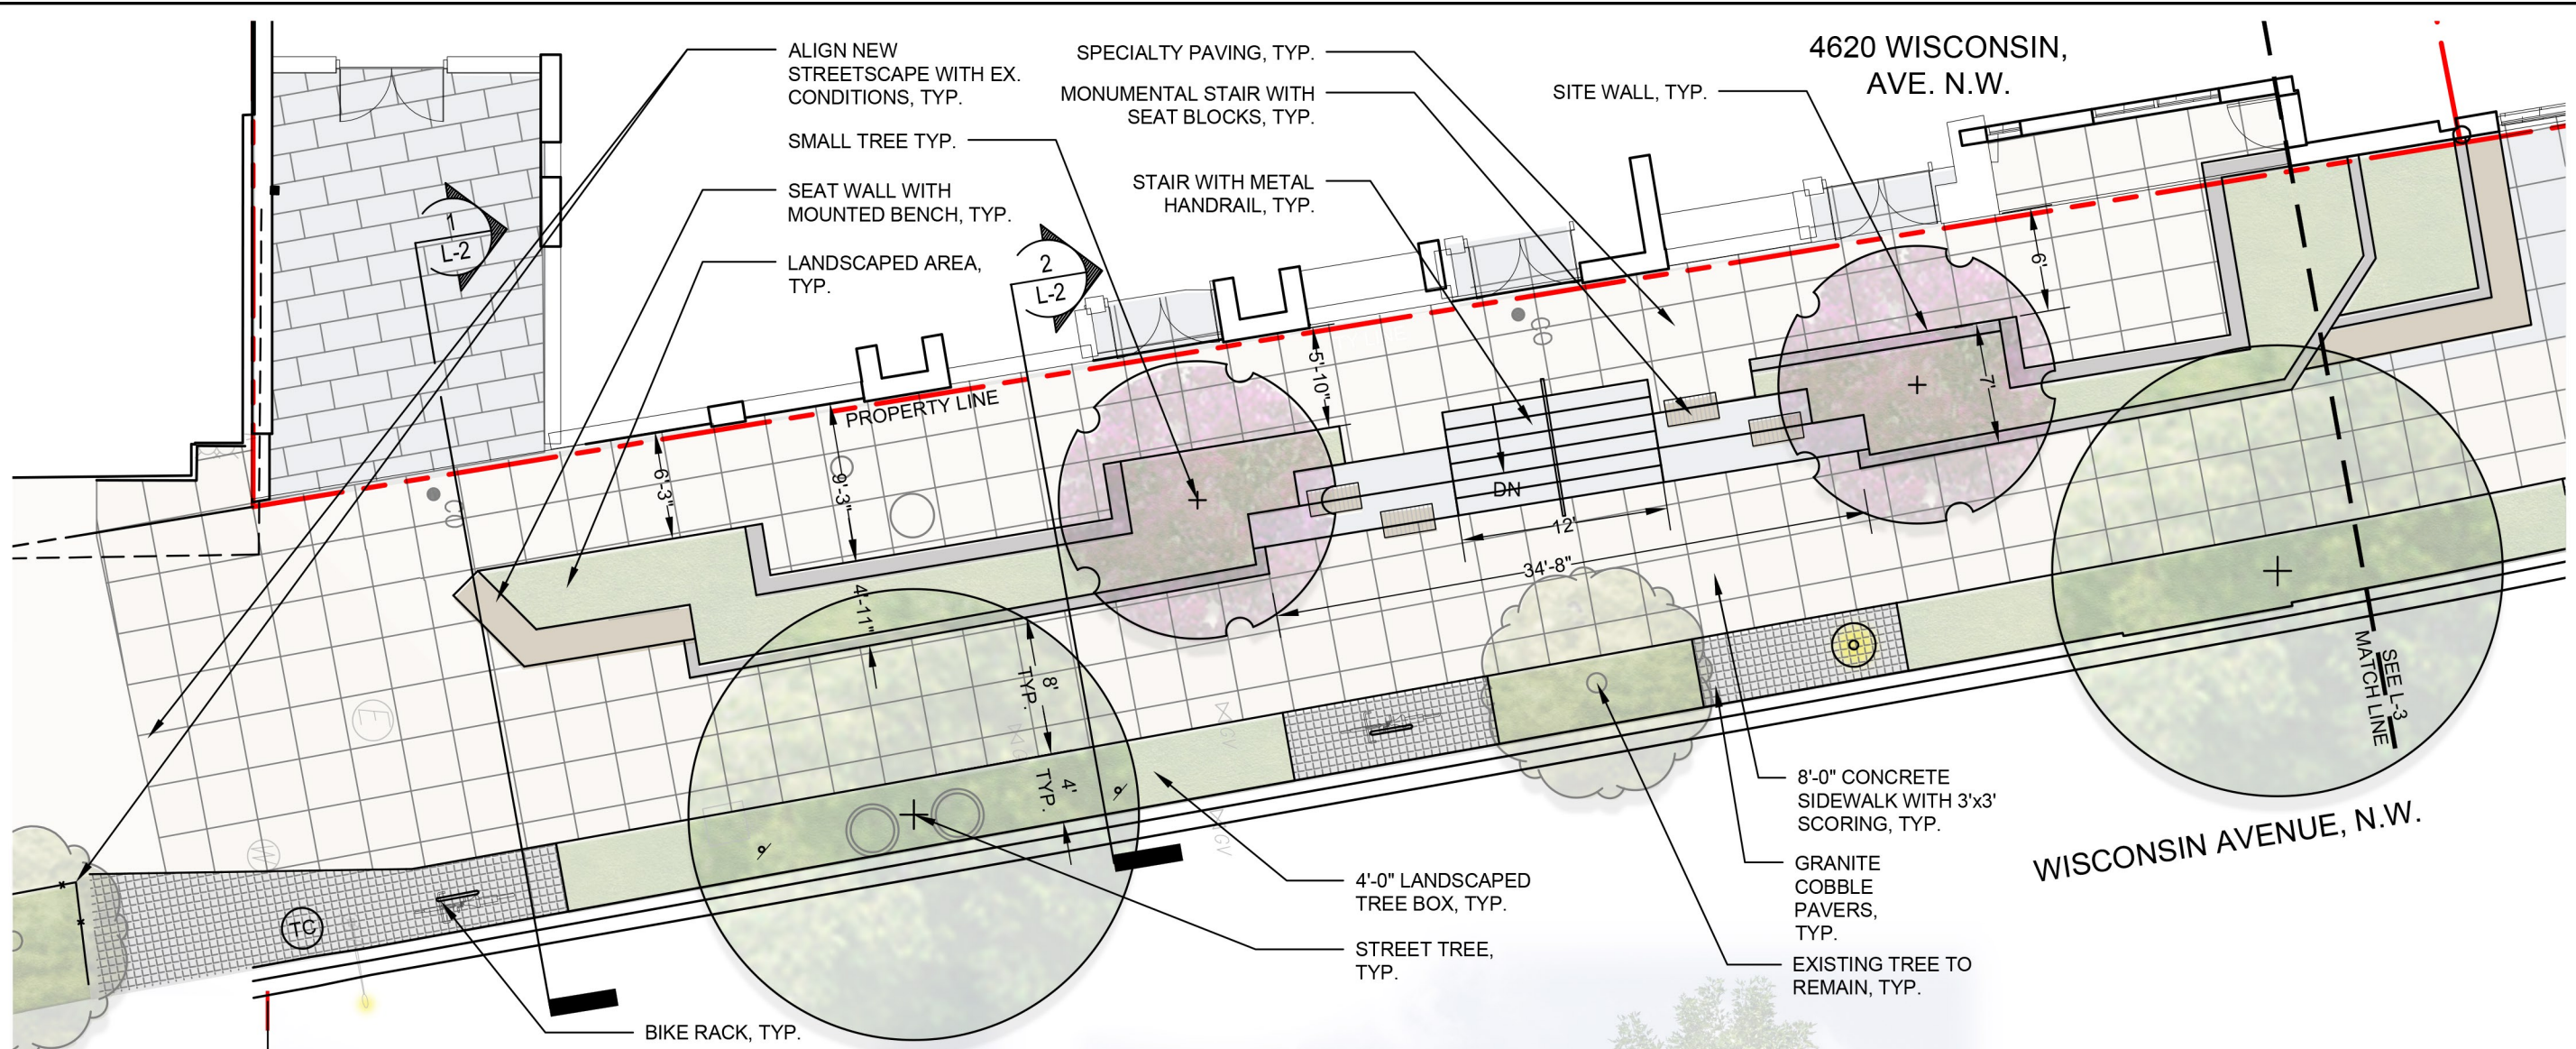 ALIGN NEW
STREETSCAPE WITH EX.
CONDITIONS, TYP.
SMALL TREE TYP.
SEAT WALL WITH
MOUNTED BENCH, TYP.
LANDSCAPED AREA,
TYP.
SPECIALTY PAVING, TYP.
MONUMENTAL STAIR WITH
SEAT BLOCKS, TYP.
STAIR WITH METAL
HANDRAIL, TYP.
SITE WALL, TYP.
4620 WISCONSIN,
AVE. N.W.
1
L-2
2
L-2
PROPERTY LINE
6'-3"
9'-3"
5'-10"
6'
7'
CO
CO
DN
12'
34'-8"
4'-11"
8'
TYP.
4'
TYP.
GV
GV
GV
E
W
TC
SEE L-3
MATCH LINE
8'-0" CONCRETE
SIDEWALK WITH 3'x3'
SCORING, TYP.
GRANITE
COBBLE
PAVERS,
TYP.
EXISTING TREE TO
REMAIN, TYP.
4'-0" LANDSCAPED
TREE BOX, TYP.
STREET TREE,
TYP.
BIKE RACK, TYP.
WISCONSIN AVENUE, N.W.